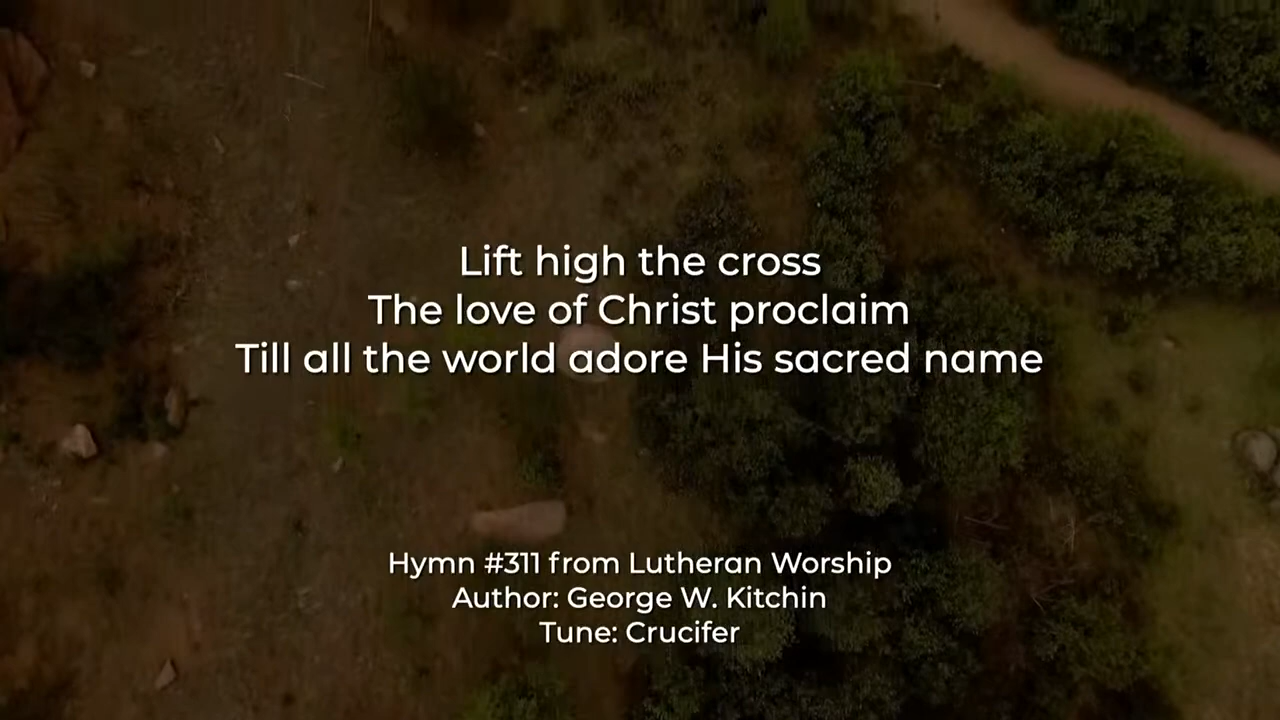 Lift high the cross
The love of Christ proclaim
Till all the world adore His sacred name
Hymn #311 from Lutheran Worship
Author: George W. Kitchin
Tune: Crucifer